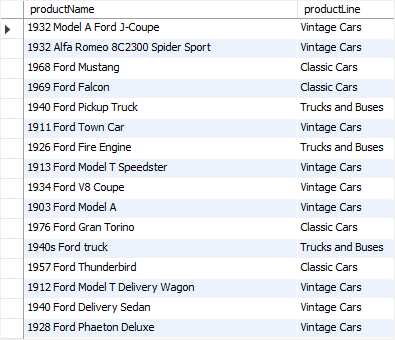 productName productLine
1932 Model A Ford J-Coupe Vintage Cars
1932 Alfa Romeo 8C2300 Spider Sport Vintage Cars
1968 Ford Mustang Classic Cars
1969 Ford Falcon Classic Cars
1940 Ford Pickup Truck Trucks and Buses
1911 Ford Town Car Vintage Cars
1926 Ford Fire Engine Trucks and Buses
1913 Ford Model T Speedster Vintage Cars
1934 Ford V8 Coupe Vintage Cars
1903 Ford Model A Vintage Cars
1976 Ford Gran Torino Classic Cars
1940s Ford truck Trucks and Buses
1957 Ford Thunderbird Classic Cars
1912 Ford Model T Delivery Wagon Vintage Cars
1940 Ford Delivery Sedan Vintage Cars
1928 Ford Phaeton Deluxe Vintage Cars